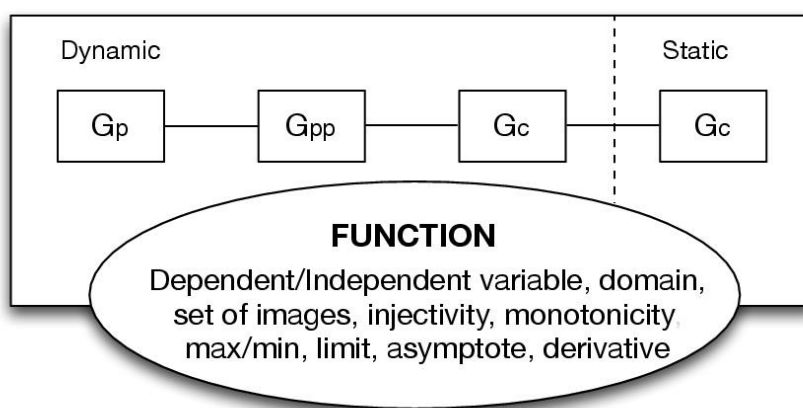 Dynamic Static
Gp Gpp Gc Gc
FUNCTION
Dependent/Independent variable, domain,
set of images, injectivity, monotonicity,
max/min, limit, asymptote, derivative